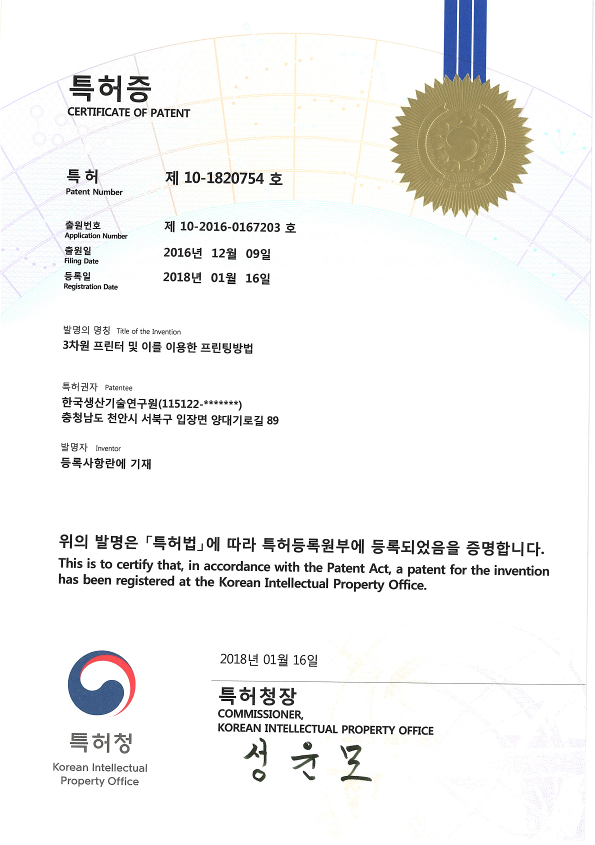 특허증
CERTIFICATE OF PATENT
특허 제 10-1820754 호
Patent Number
출원번호 제 10-2016-0167203 호
Application Number
출원일 2016년 12월 09일
Filing Date
등록일 2018년 01월 16일
Registration Date
발명의 명칭 Title of the Invention
3차원 프린터 및 이를 이용한 프린팅방법
특허권자 Patentee
한국생산기술연구원(115122-*******)
충청남도 천안시 서북구 입장면 양대기로길 89
발명자 Inventor
등록사항란에 기재
위의 발명은 「특허법」에 따라 특허등록원부에 등록되었음을 증명합니다.
This is to certify that, in accordance with the Patent Act, a patent for the invention
has been registered at the Korean Intellectual Property Office.
2018년 01월 16일
특허청장
COMMISSIONER,
KOREAN INTELLECTUAL PROPERTY OFFICE
성윤모
특허청
Korean Intellectual
Property Office